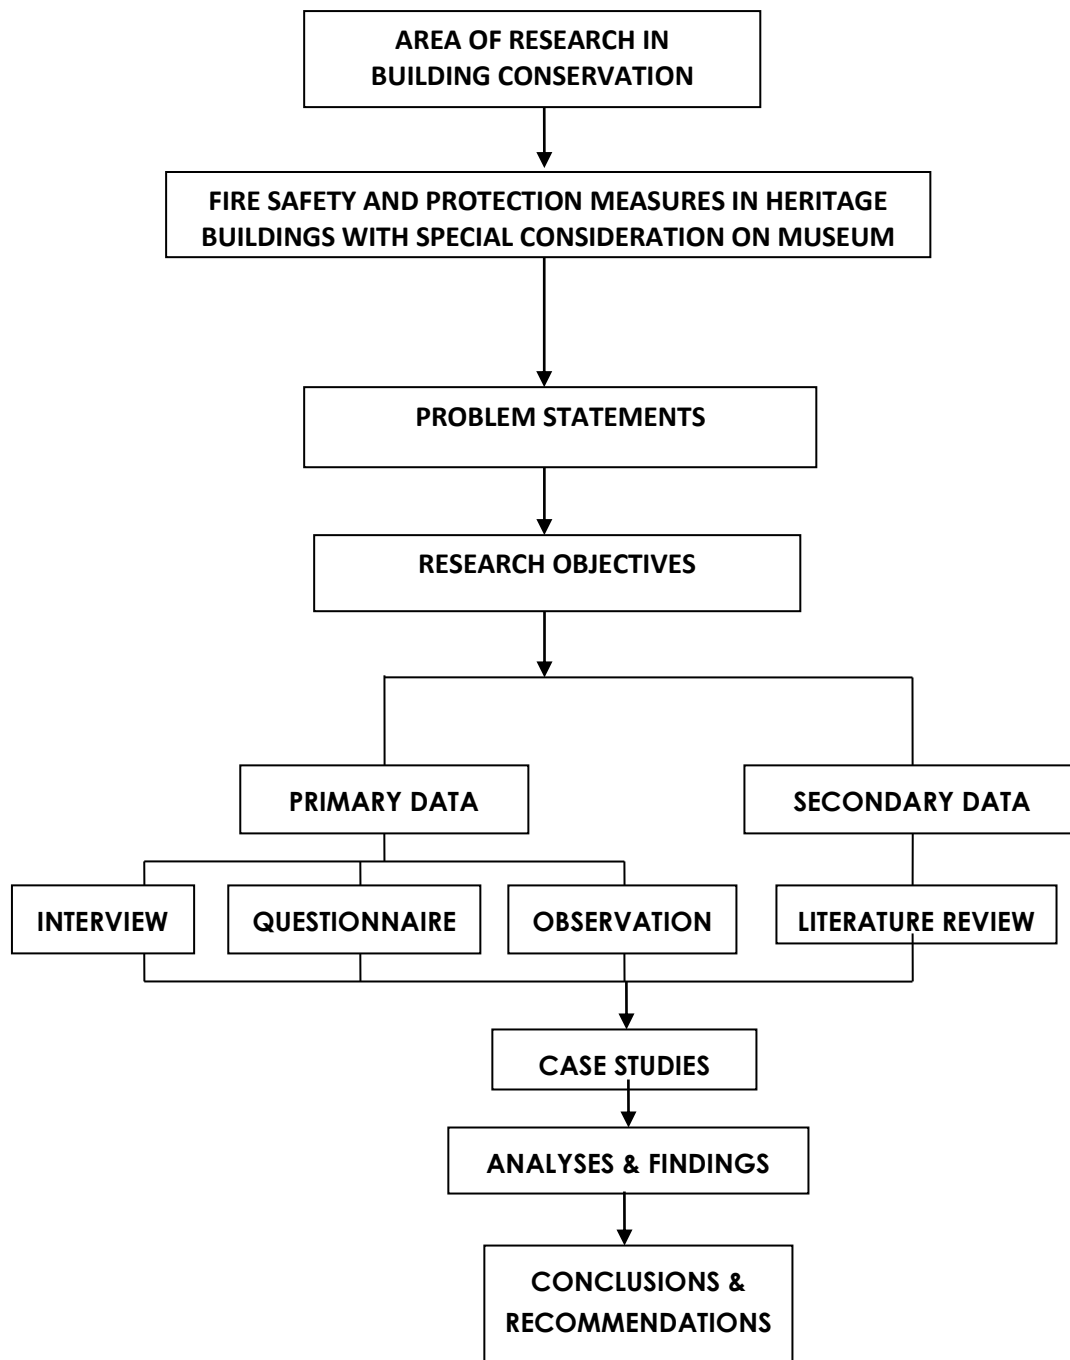 AREA OF RESEARCH IN
BUILDING CONSERVATION
FIRE SAFETY AND PROTECTION MEASURES IN HERITAGE
BUILDINGS WITH SPECIAL CONSIDERATION ON MUSEUM
PROBLEM STATEMENTS
RESEARCH OBJECTIVES
PRIMARY DATA
SECONDARY DATA
INTERVIEW
QUESTIONNAIRE
OBSERVATION
LITERATURE REVIEW
CASE STUDIES
ANALYSES & FINDINGS
CONCLUSIONS &
RECOMMENDATIONS